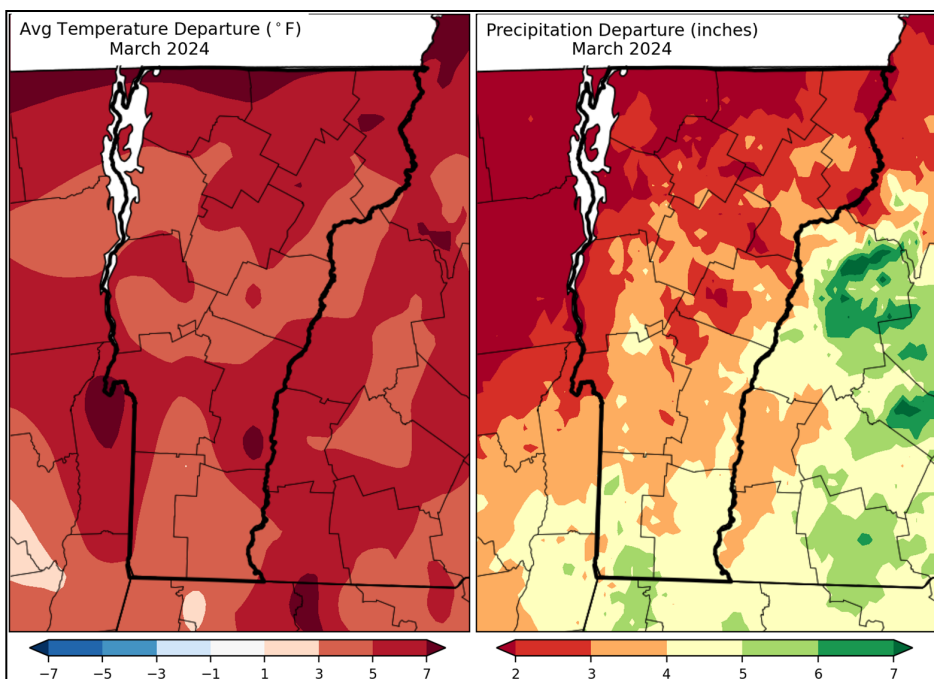 Avg Temperature Departure (°F)
March 2024
Precipitation Departure (inches)
March 2024
−7 −5 −3 −1 1 3 5 7
2 3 4 5 6 7